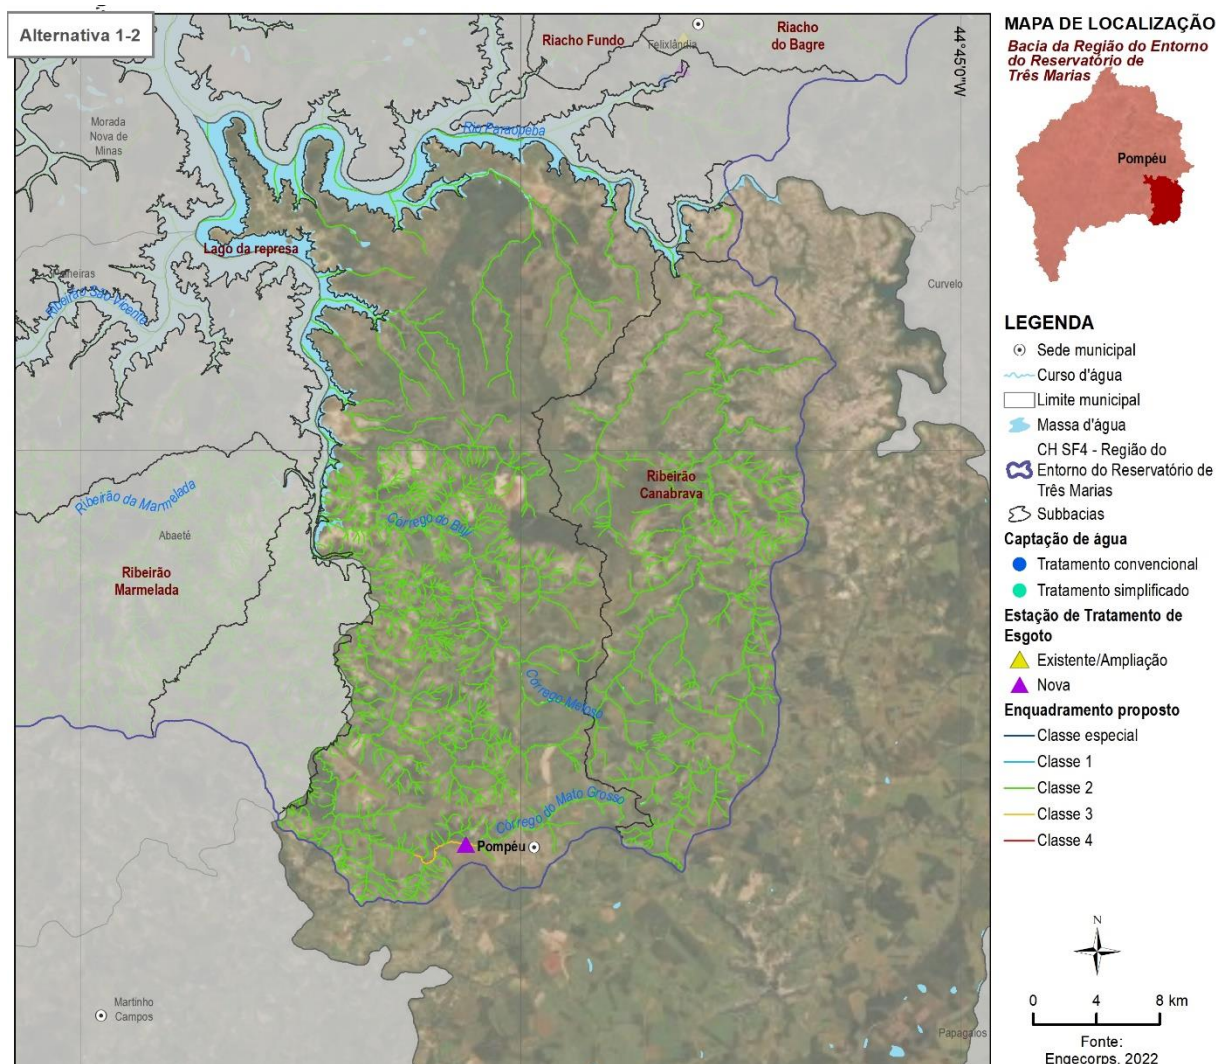 Alternativa 1-2
Riacho Fundo
Riacho
do Bagre
Felixlândia
44°45'0"W
Morada
Nova de
Minas
Rio Paraopeba
Lago da represa
Ribeirão São Vicente
Curvelo
Ribeirão da Marmelada
Abaeté
Ribeirão
Marmelada
Ribeirão
Canabrava
Córrego Meloso
Córrego do Mato Grosso
Pompéu
Martinho
Campos
Papagaios
MAPA DE LOCALIZAÇÃO
Bacia da Região do Entorno
do Reservatório de
Três Marias
Pompéu
LEGENDA
Sede municipal
Curso d'água
Limite municipal
Massa d'água
CH SF4 - Região do
Entorno do Reservatório de
Três Marias
Subbacias
Captação de água
Tratamento convencional
Tratamento simplificado
Estação de Tratamento de
Esgoto
Existente/Ampliação
Nova
Enquadramento proposto
Classe especial
Classe 1
Classe 2
Classe 3
Classe 4
N
0 4 8 km
Fonte:
Engecorps, 2022